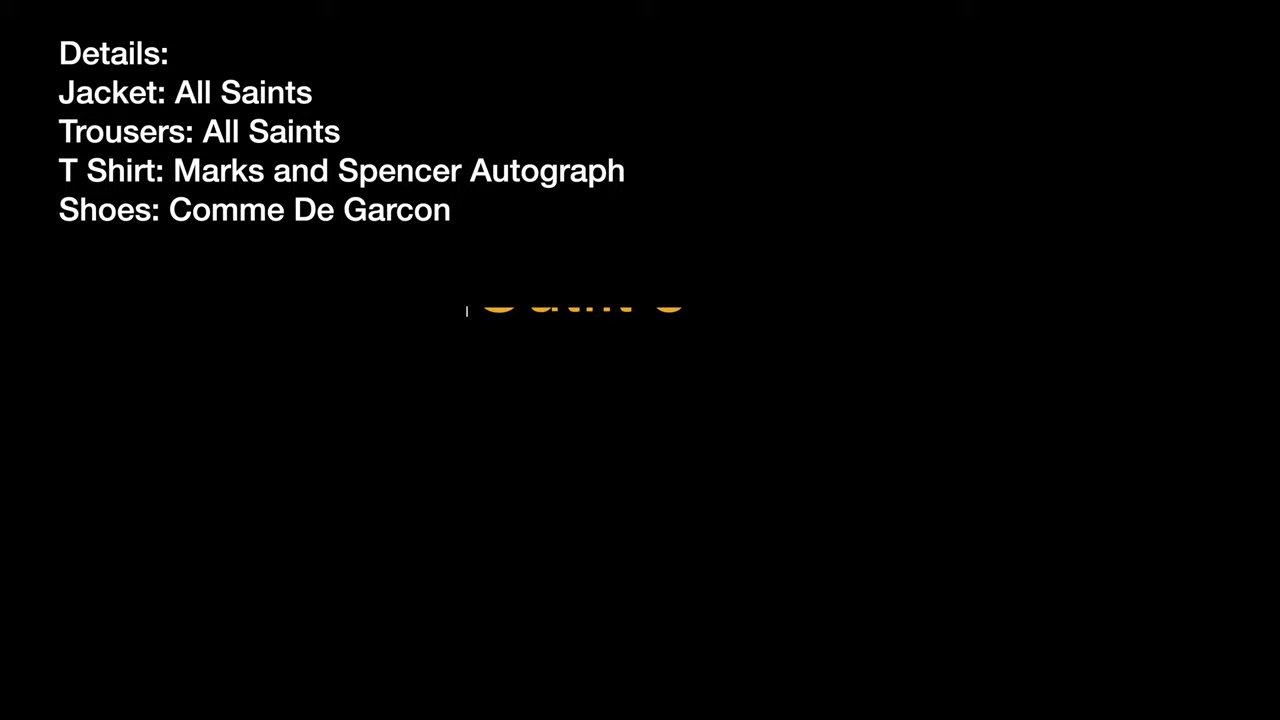 Details:
Jacket: All Saints
Trousers: All Saints
T Shirt: Marks and Spencer Autograph
Shoes: Comme De Garcon